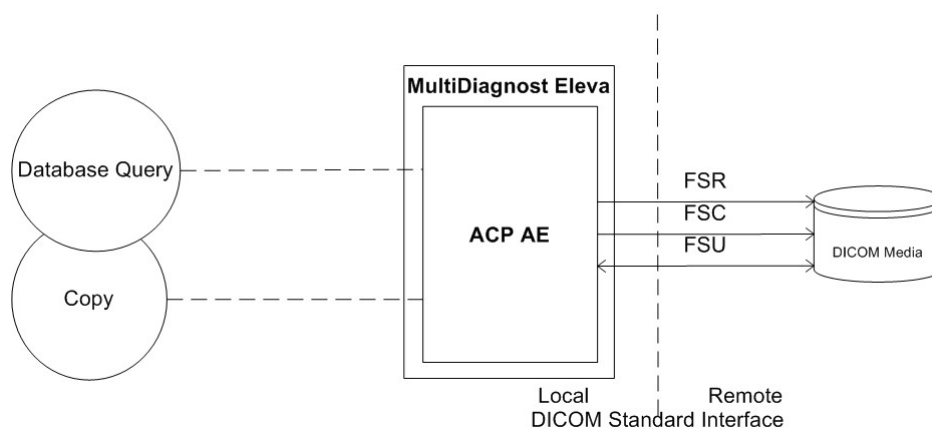 MultiDiagnost Eleva
Database Query
Copy
ACP AE
FSR
FSC
FSU
DICOM Media
Local
Remote
DICOM Standard Interface